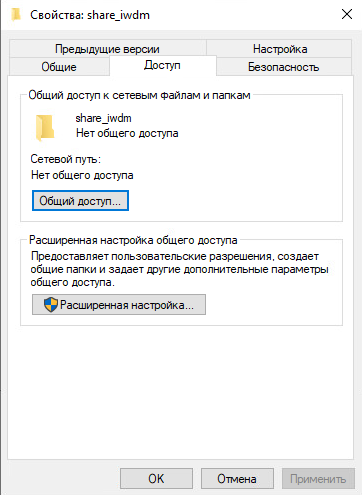 Свойства: share_iwdm
Предыдущие версии
Настройка
Общие
Доступ
Безопасность
Общий доступ к сетевым файлам и папкам
share_iwdm
Нет общего доступа
Сетевой путь:
Нет общего доступа
Общий доступ...
Расширенная настройка общего доступа
Предоставляет пользовательские разрешения, создает
общие папки и задает другие дополнительные параметры
общего доступа.
Расширенная настройка...
OK
Отмена
Применить